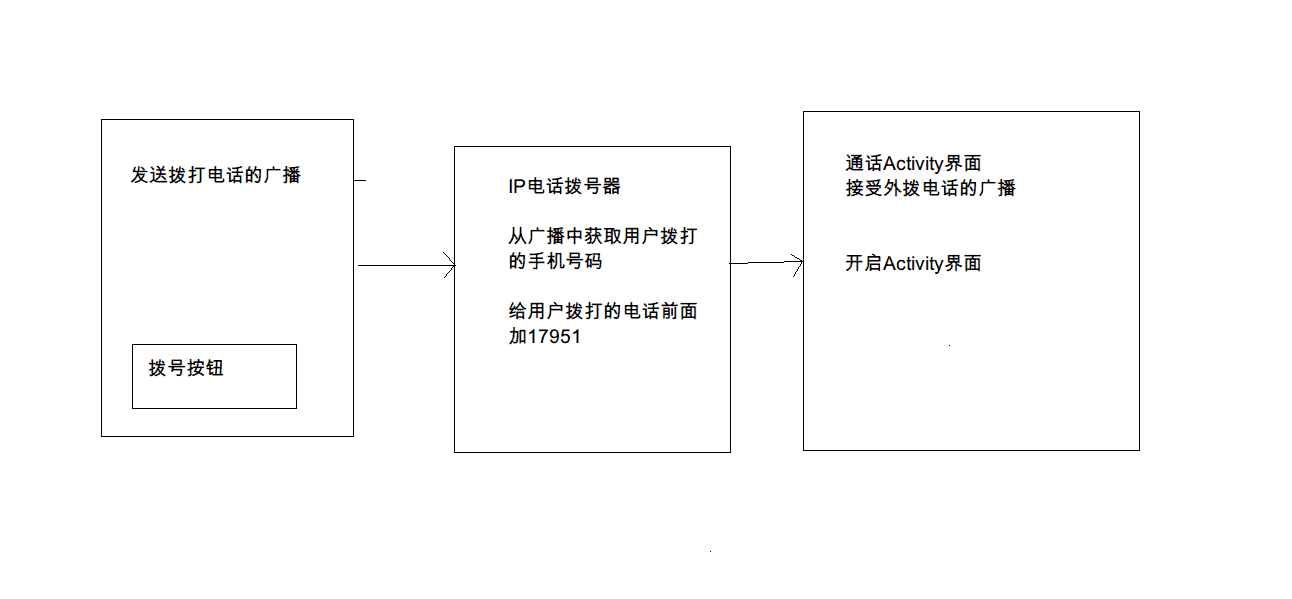 发送拨打电话的广播
拨号按钮
IP电话拨号器
从广播中获取用户拨打
的手机号码
给用户拨打的电话前面
加17951
通话Activity界面
接受外拨电话的广播
开启Activity界面